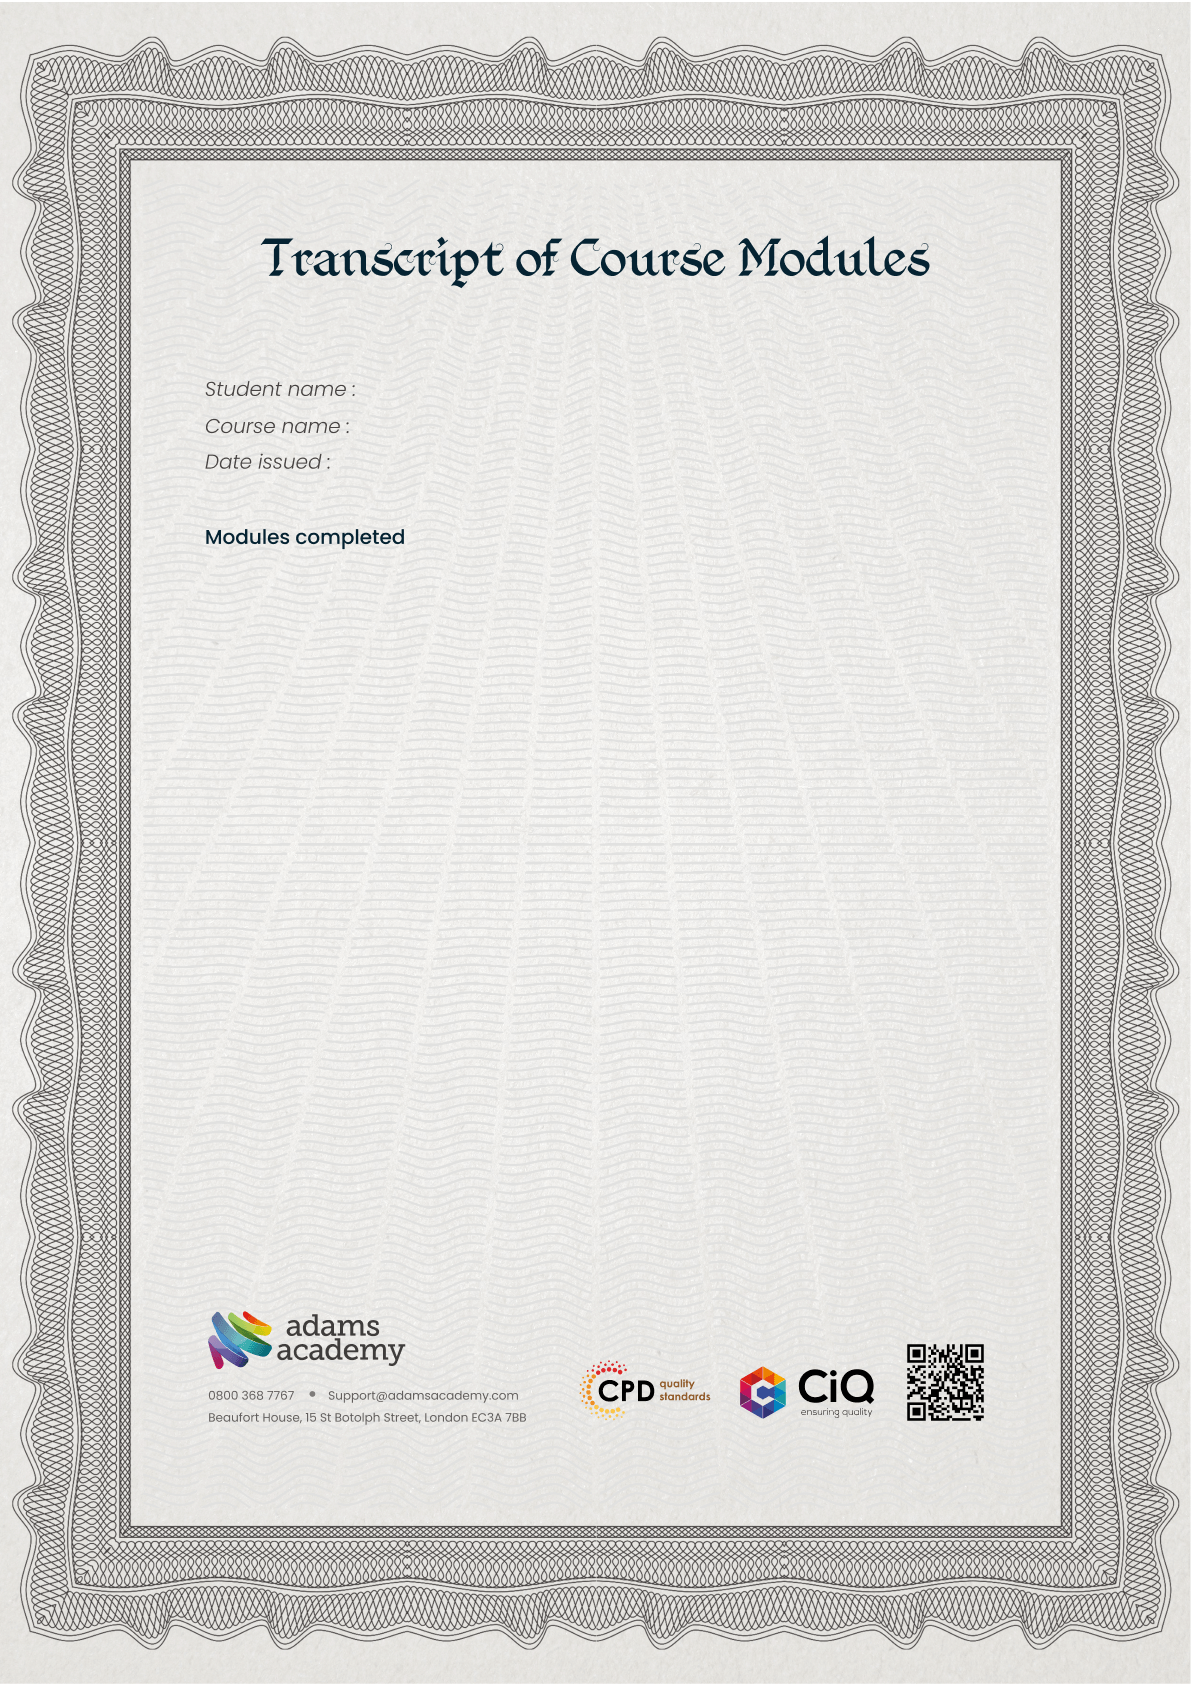 Transcript of Course Modules
Student name :
Course name :
Date issued :
Modules completed
adams
academy
0800 368 7767 • Support@adamsacademy.com
Beaufort House, 15 St Botolph Street, London EC3A 7BB
CPD quality
standards
CiQ
ensuring quality